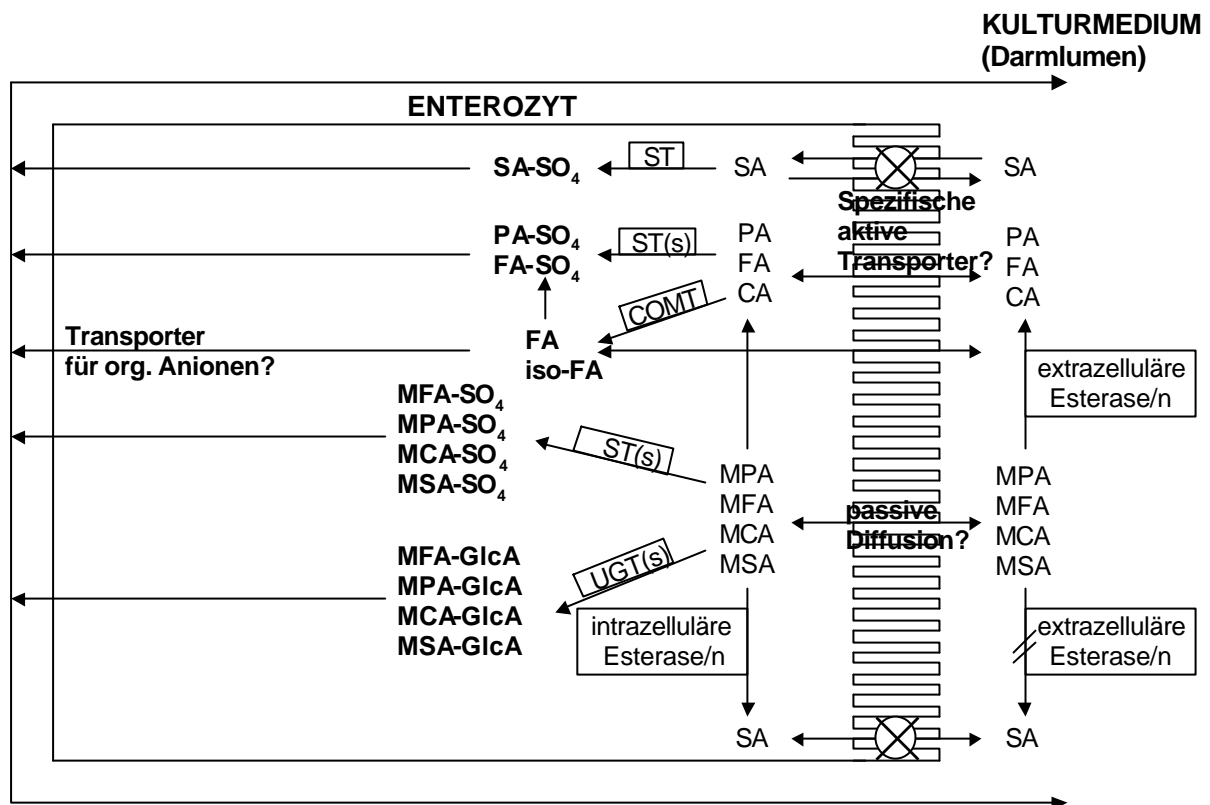 KULTURMEDIUM
(Darmlumen)
ENTEROZYT
SA-SO4
ST
SA
SA
Spezifische
aktive
Transporter?
PA-SO4
FA-SO4
ST(s)
PA
FA
CA
PA
FA
CA
COMT
Transporter
für org. Anionen?
FA
iso-FA
extrazelluläre
Esterase/n
MFA-SO4
MPA-SO4
MCA-SO4
MSA-SO4
ST(s)
MPA
MFA
MCA
MSA
passive
Diffusion?
MPA
MFA
MCA
MSA
MFA-GlcA
MPA-GlcA
MCA-GlcA
MSA-GlcA
UGT(s)
intrazelluläre
Esterase/n
extrazelluläre
Esterase/n
SA
SA